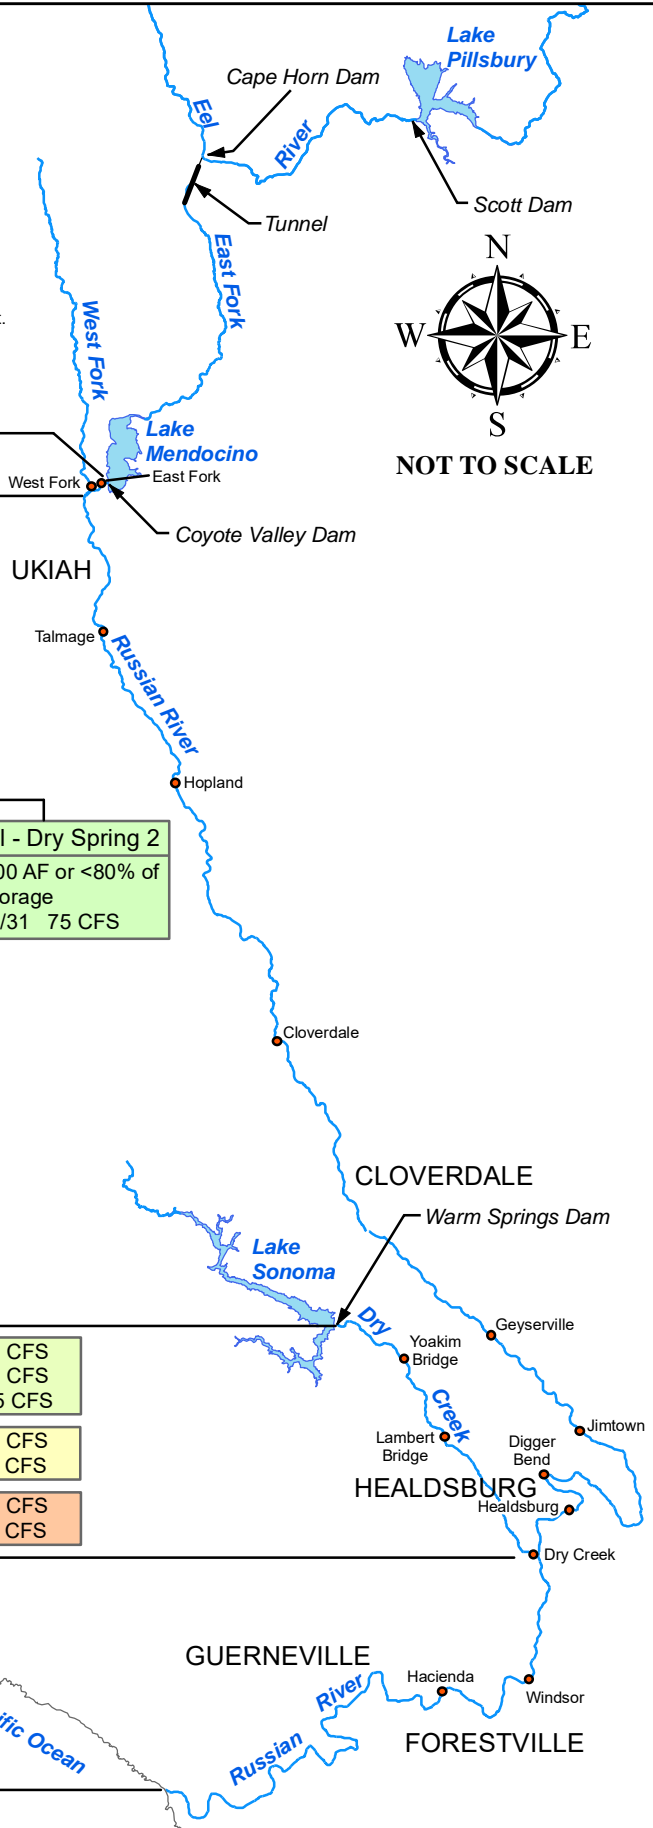 Lake
Pillsbury
Cape Horn Dam
Eel
River
Scott Dam
Tunnel
East Fork
N
W
E
S
NOT TO SCALE
West Fork
Lake
Mendocino
West Fork
East Fork
Coyote Valley Dam
UKIAH
Talmage
Russian River
Hopland
l - Dry Spring 2
00 AF or <80% of
orage
/31 75 CFS
Cloverdale
CLOVERDALE
Warm Springs Dam
Lake
Sonoma
Dry
Creek
Geyserville
Yoakim
Bridge
CFS
CFS
5 CFS
Jimtown
Lambert
Bridge
Digger
Bend
CFS
CFS
HEALDSBURG
Healdsburg
CFS
CFS
Dry Creek
GUERNEVILLE
Hacienda
Windsor
River
Russian
FORESTVILLE
ific Ocean